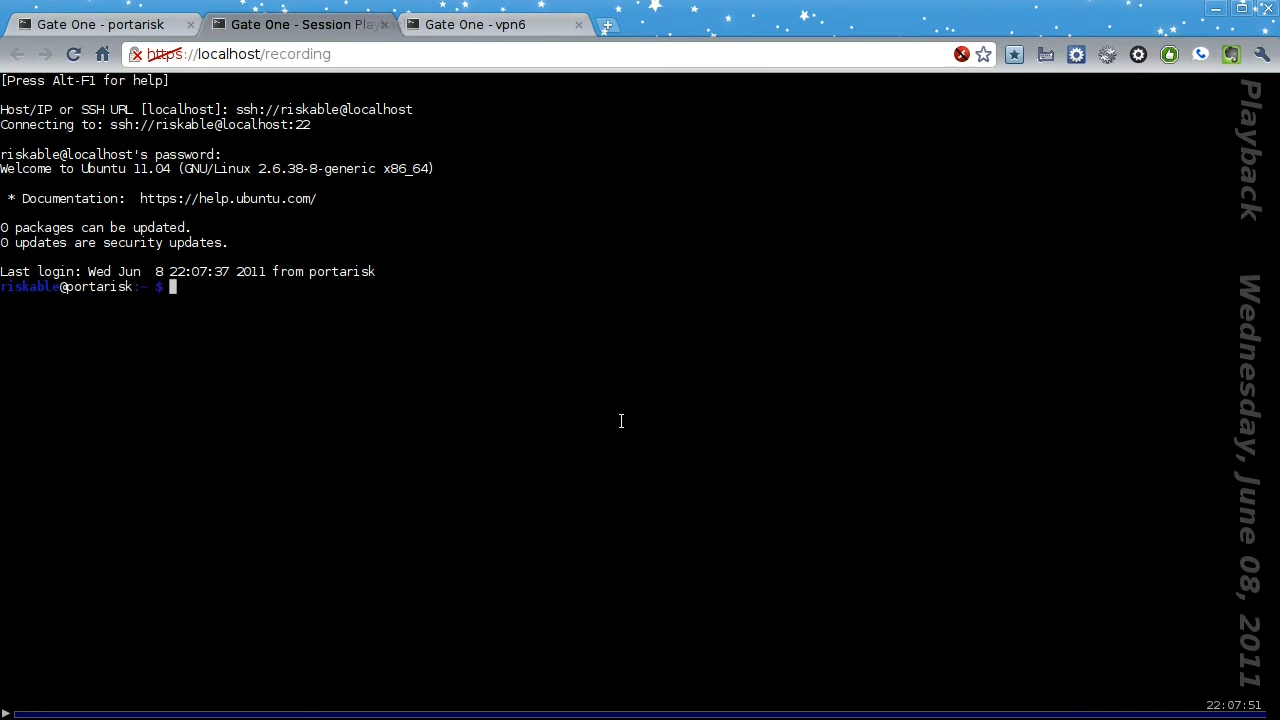 Gate One - portarisk
Gate One - Session Play
Gate One - vpn6
https://localhost/recording
[Press Alt-F1 for help]
Host/IP or SSH URL [localhost]: ssh://riskable@localhost
Connecting to: ssh://riskable@localhost:22
riskable@localhost's password:
Welcome to Ubuntu 11.04 (GNU/Linux 2.6.38-8-generic x86_64)
* Documentation:  https://help.ubuntu.com/
0 packages can be updated.
0 updates are security updates.
Last login: Wed Jun  8 22:07:37 2011 from portarisk
riskable@portarisk:~ $
Playback
Wednesday, June 08, 2011
22:07:51